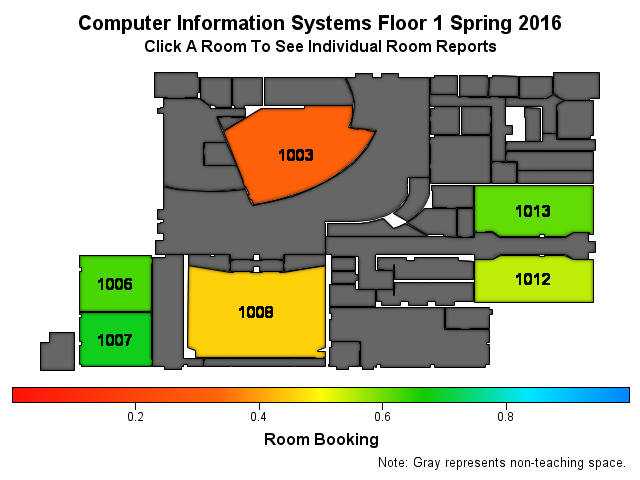 Computer Information Systems Floor 1 Spring 2016
Click A Room To See Individual Room Reports
1003
1013
1006
1012
1008
1007
0.2 0.4 0.6 0.8
Room Booking
Note: Gray represents non-teaching space.